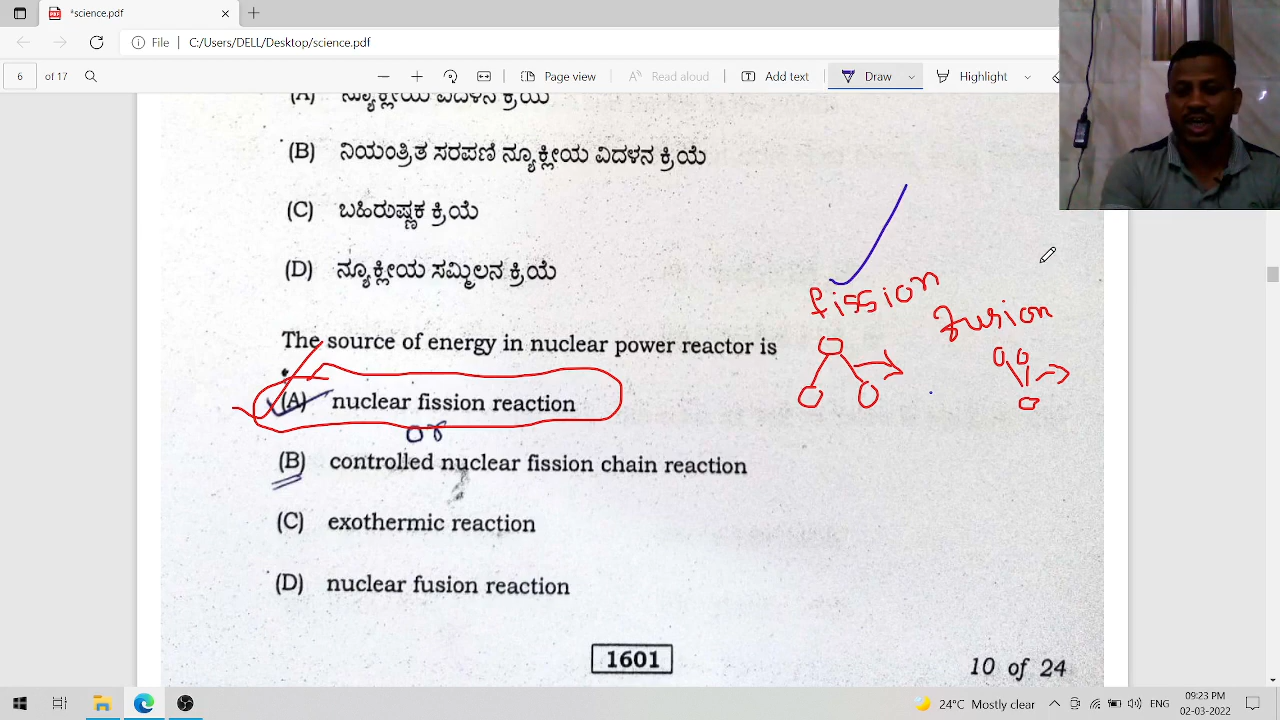 *science.pdf
File C:/Users/DELL/Desktop/science.pdf
6 of 17 Page view Read aloud Add text Draw Highlight
(A) ನ್ಯೂಕ್ಲೀಯ ವಿದಳನ ಕ್ರಿಯೆ
(B) ನಿಯಂತ್ರಿತ ಸರಪಣಿ ನ್ಯೂಕ್ಲೀಯ ವಿದಳನ ಕ್ರಿಯೆ
(C) ಬಹಿರುಷ್ಣಕ ಕ್ರಿಯೆ
(D) ನ್ಯೂಕ್ಲೀಯ ಸಮ್ಮಿಲನ ಕ್ರಿಯೆ
fission
fusion
The source of energy in nuclear power reactor is
(A) nuclear fission reaction
or
(B) controlled nuclear fission chain reaction
(C) exothermic reaction
(D) nuclear fusion reaction
1601
10 of 24
24°C Mostly clear ENG 09:23 PM
02-03-2022